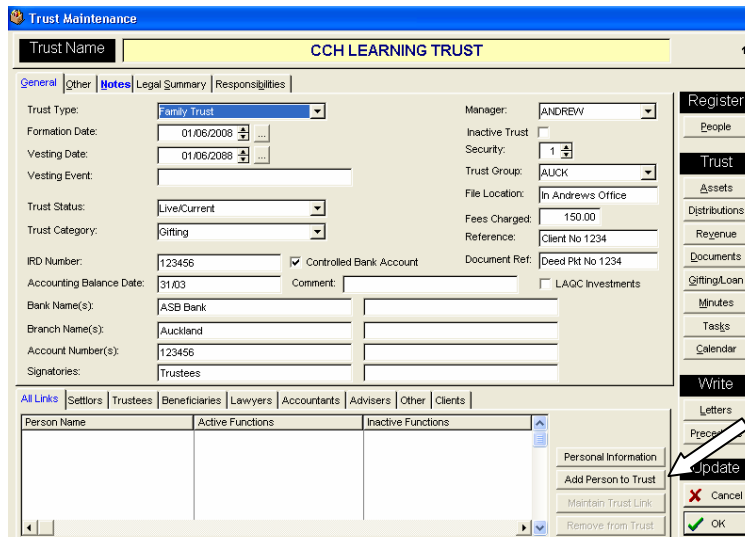 Trust Maintenance
Trust Name
CCH LEARNING TRUST
General Other Notes Legal Summary Responsibilities
Trust Type: Family Trust
Formation Date: 01/06/2008 ...
Vesting Date: 01/06/2088 ...
Vesting Event:
Trust Status: Live/Current
Trust Category: Gifting
IRD Number: 123456 Controlled Bank Account
Accounting Balance Date: 31/03 Comment:
Bank Name(s): ASB Bank
Branch Name(s): Auckland
Account Number(s): 123456
Signatories: Trustees
Manager: ANDREW
Inactive Trust
Security: 1
Trust Group: AUCK
File Location: In Andrews Office
Fees Charged: 150.00
Reference: Client No 1234
Document Ref: Deed Pkt No 1234
LAQC Investments
All Links Settlors Trustees Beneficiaries Lawyers Accountants Advisers Other Clients
Person Name Active Functions Inactive Functions
Personal Information
Add Person to Trust
Maintain Trust Link
Remove from Trust
Register
People
Trust
Assets
Distributions
Revenue
Documents
Gifting/Loan
Minutes
Tasks
Calendar
Write
Letters
Update
Cancel
OK